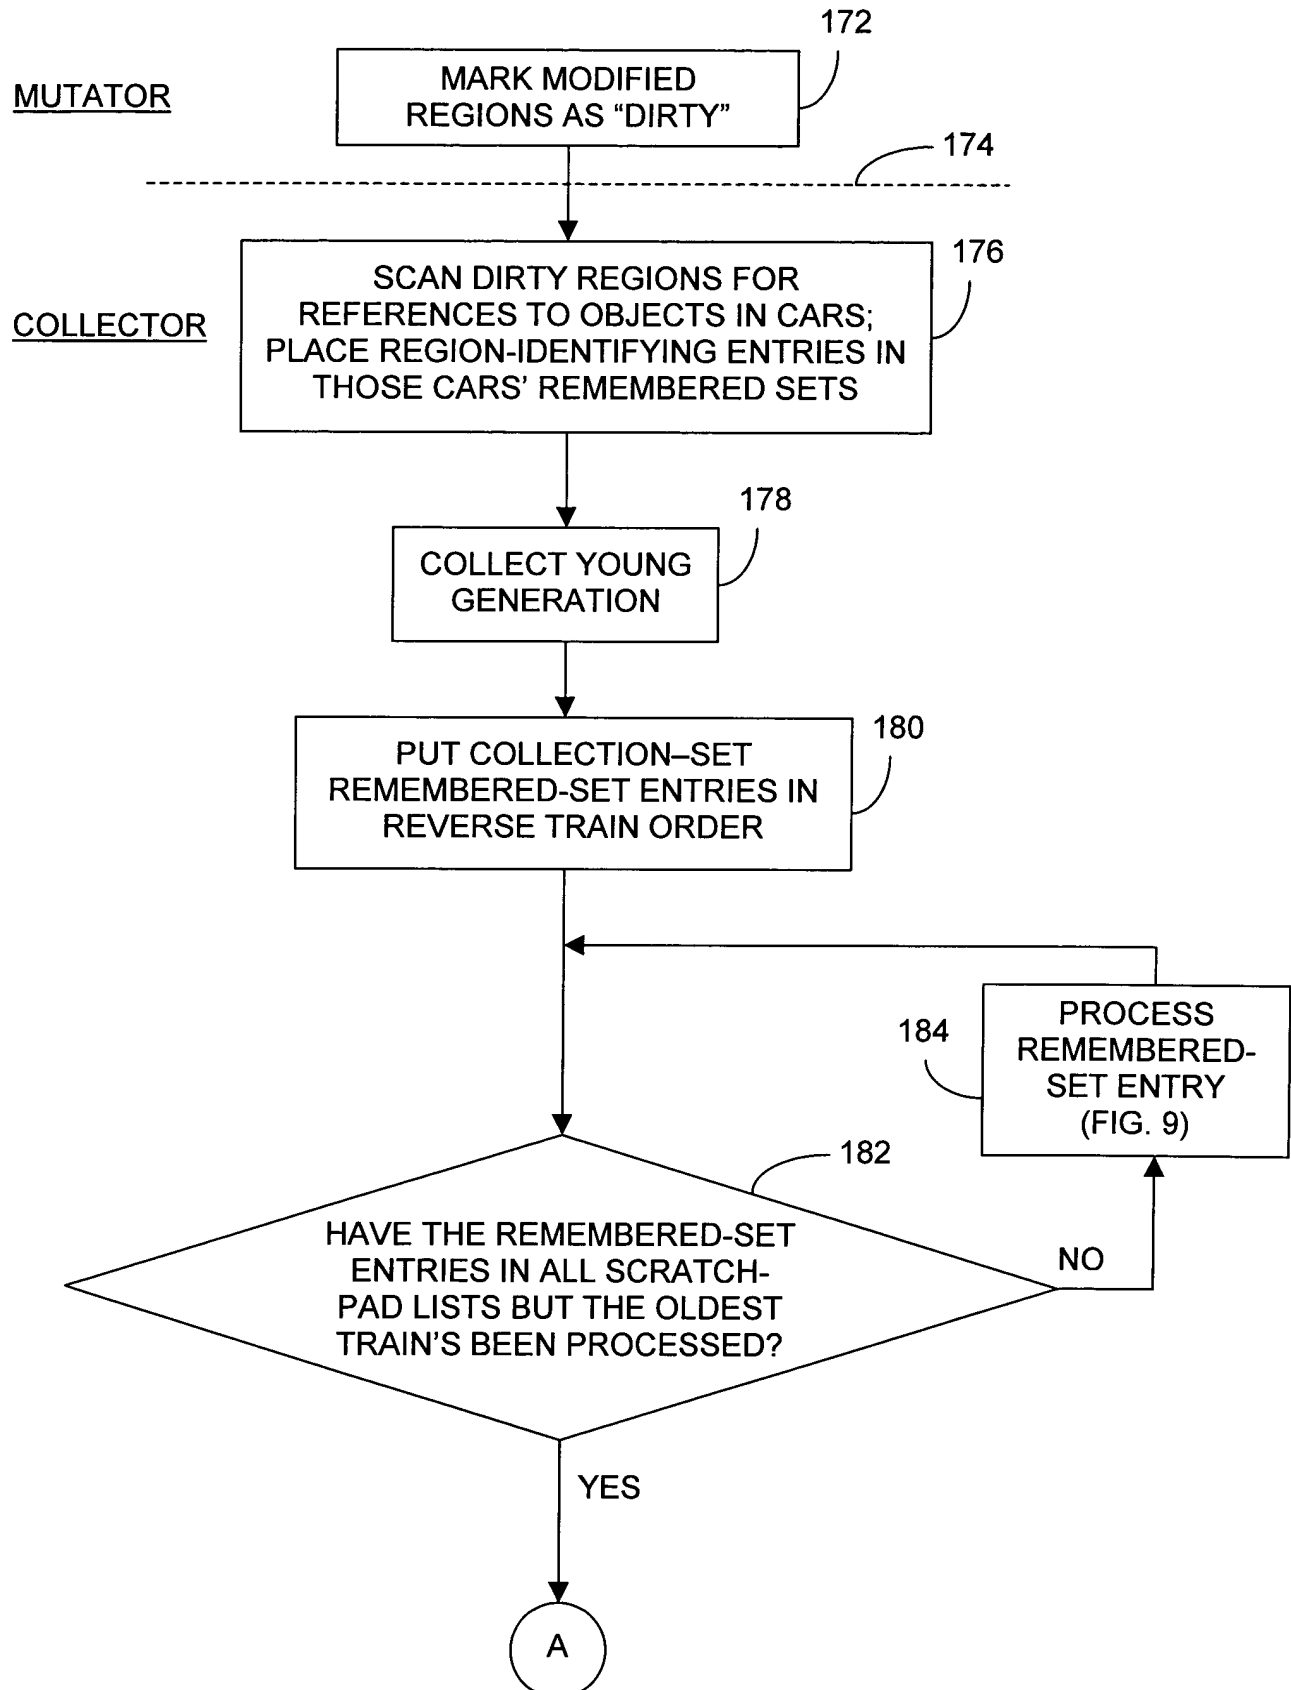 172
MUTATOR
MARK MODIFIED
REGIONS AS “DIRTY”
174
176
COLLECTOR
SCAN DIRTY REGIONS FOR
REFERENCES TO OBJECTS IN CARS;
PLACE REGION-IDENTIFYING ENTRIES IN
THOSE CARS’ REMEMBERED SETS
178
COLLECT YOUNG
GENERATION
180
PUT COLLECTION–SET
REMEMBERED-SET ENTRIES IN
REVERSE TRAIN ORDER
184
PROCESS
REMEMBERED-
SET ENTRY
(FIG. 9)
182
HAVE THE REMEMBERED-SET
ENTRIES IN ALL SCRATCH-
PAD LISTS BUT THE OLDEST
TRAIN'S BEEN PROCESSED?
NO
YES
A